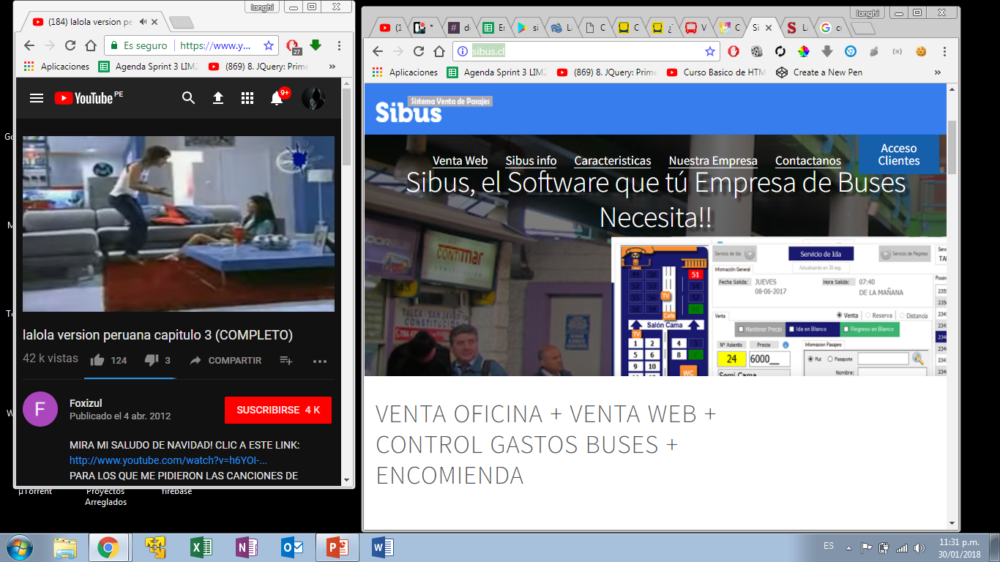 longhi
(184) lalola version pe
Es seguro
https://www.y...
27
Aplicaciones
Agenda Sprint 3 LIM2
(869) 8. JQuery: Prime
»
YouTube PE
9+
lalola version peruana capitulo 3 (COMPLETO)
42 k vistas
124
3
COMPARTIR
F
Foxizul
Publicado el 4 abr. 2012
SUSCRIBIRSE 4 K
MIRA MI SALUDO DE NAVIDAD! CLIC A ESTE LINK:
http://www.youtube.com/watch?v=h6YOI-...
PARA LOS QUE ME PIDIERON LAS CANCIONES DE
µTorrent
Proyectos
Arreglados
firebase
longhi
sibus.cl
Aplicaciones
Agenda Sprint 3 LIM2
(869) 8. JQuery: Prime
Curso Basico de HTM
Create a New Pen
»
Sistema Venta de Pasajes
Sibus
Venta Web
Sibus info
Caracteristicas
Nuestra Empresa
Contactanos
Acceso
Clientes
Sibus, el Software que tú Empresa de Buses
Necesita!!
CONTIMAR
TALCA - SAN JAVIER
CONSTITUCION
51
TV
Cafe
Salón Cama
TV
1 2 4
5 6 8
9 10
11 12
WC
Servicio de Ida
Servicio de Ida
Servicio de Regreso
Actualizando en 30 seg.
Información General
Fecha Salida:
JUEVES
08-06-2017
Hora Salida:
07:40
DE LA MAÑANA
Venta
Venta
Reserva
Distancia
Mantener Precio
Ida en Blanco
Regreso en Blanco
Nº Asiento
Precio
24
6000__
Semi Cama
Informacion Pasajero
Rut
Pasaporte
Nombre:
VENTA OFICINA + VENTA WEB +
CONTROL GASTOS BUSES +
ENCOMIENDA
ES
11:31 p.m.
30/01/2018